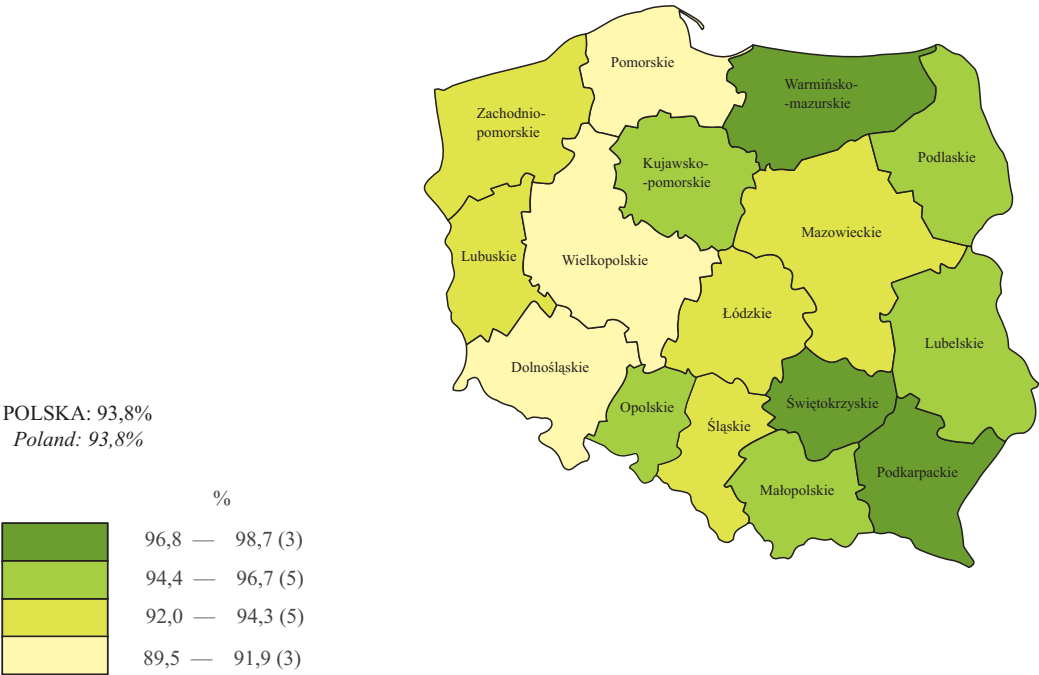 Pomorskie
Warmińsko-
-mazurskie
Zachodnio-
pomorskie
Kujawsko-
-pomorskie
Podlaskie
Mazowieckie
Lubuskie
Wielkopolskie
Łódzkie
Lubelskie
Dolnośląskie
Opolskie
Świętokrzyskie
Śląskie
Podkarpackie
Małopolskie
POLSKA: 93,8%
Poland: 93,8%
%
96,8 — 98,7 (3)
94,4 — 96,7 (5)
92,0 — 94,3 (5)
89,5 — 91,9 (3)